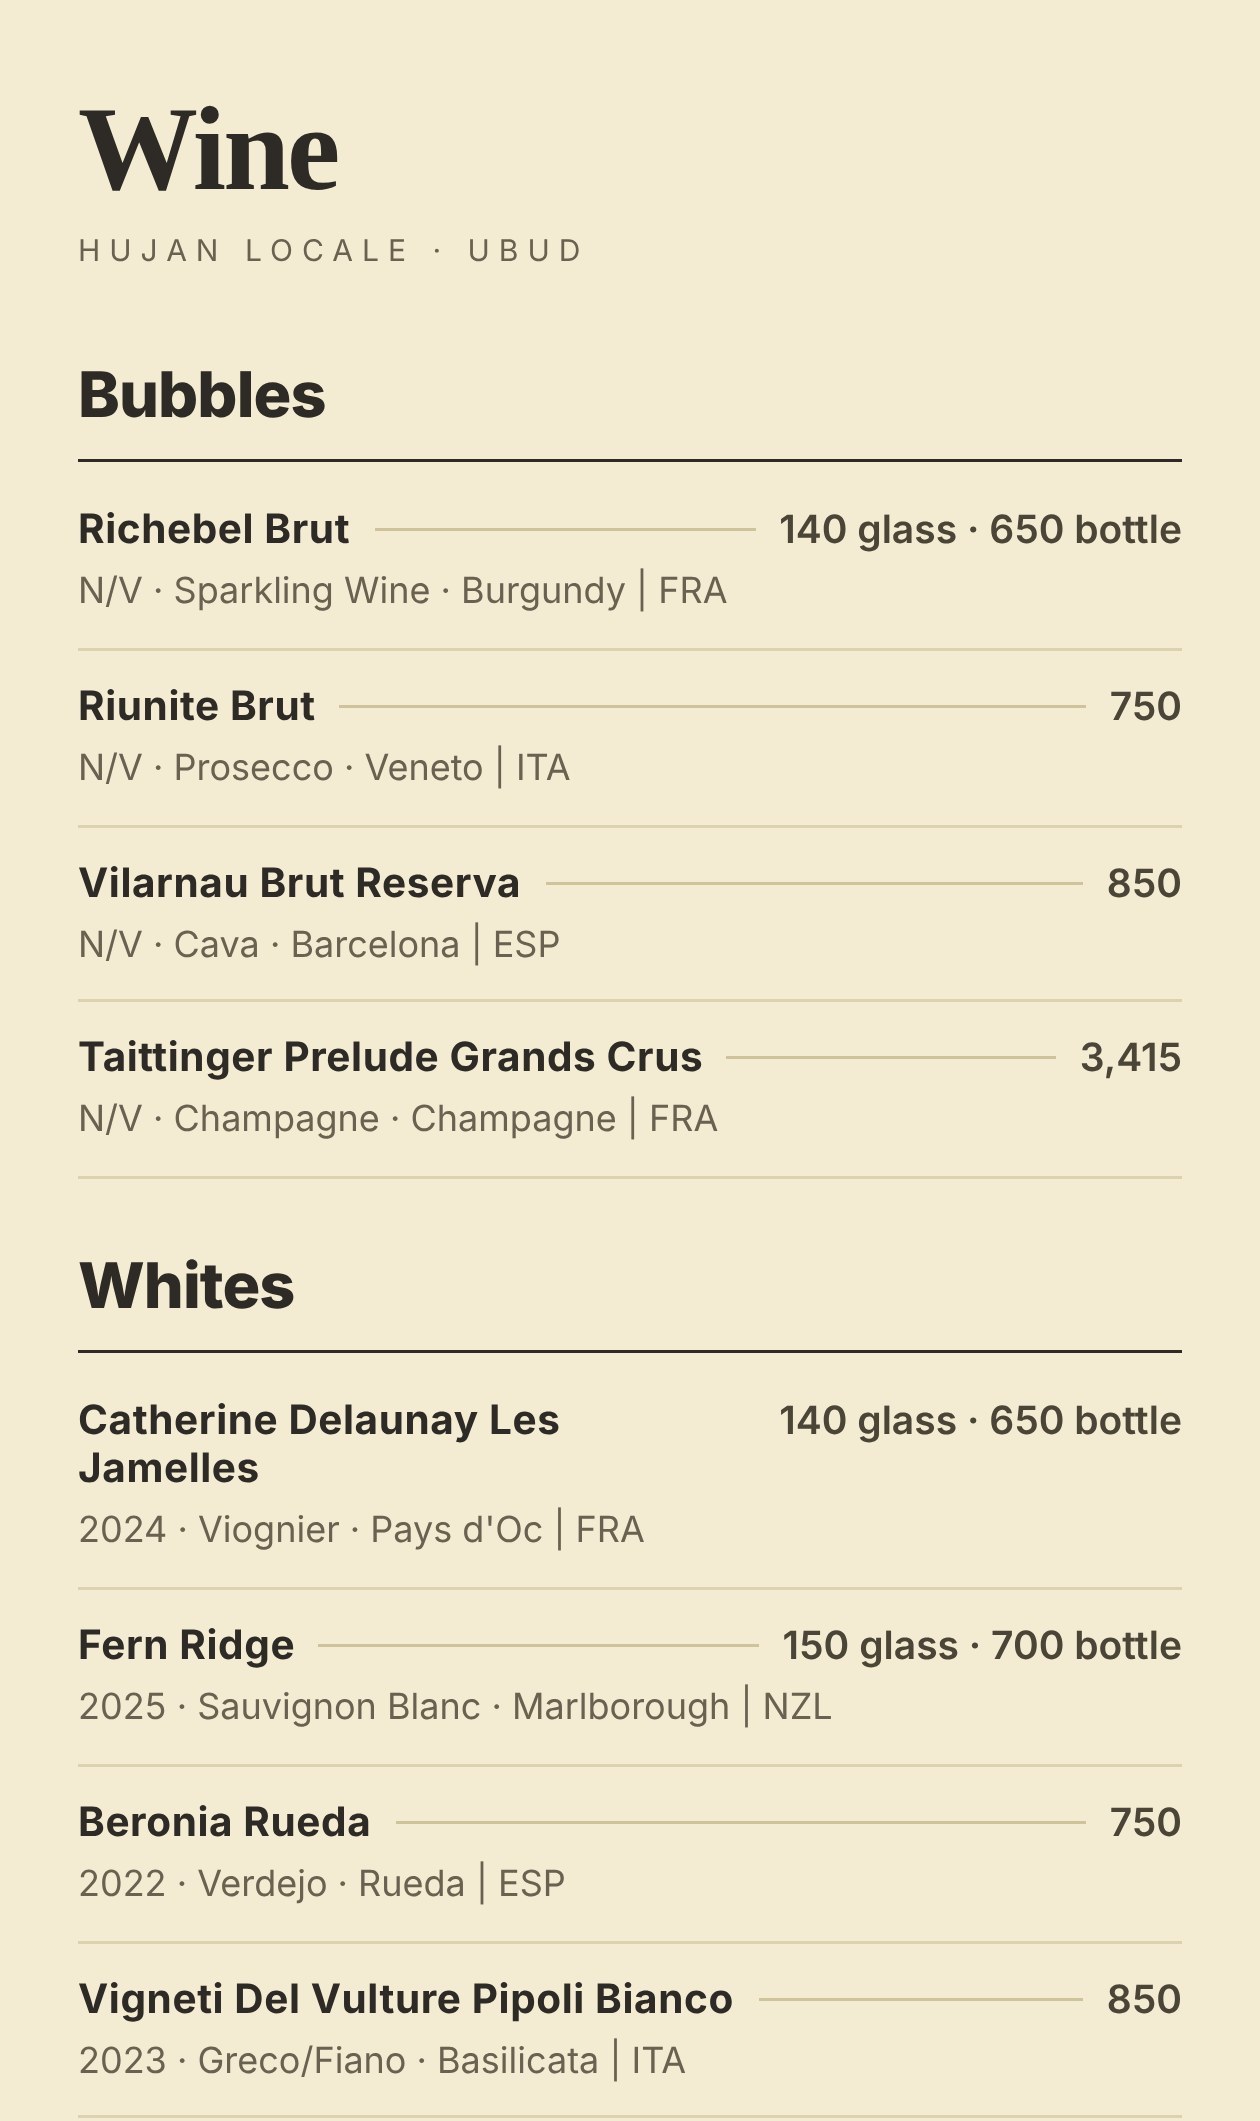 Wine
HUJAN LOCALE · UBUD
Bubbles
Richebel Brut 140 glass · 650 bottle
N/V · Sparkling Wine · Burgundy | FRA
Riunite Brut 750
N/V · Prosecco · Veneto | ITA
Vilarnau Brut Reserva 850
N/V · Cava · Barcelona | ESP
Taittinger Prelude Grands Crus 3,415
N/V · Champagne · Champagne | FRA
Whites
Catherine Delaunay Les 140 glass · 650 bottle
Jamelles
2024 · Viognier · Pays d'Oc | FRA
Fern Ridge 150 glass · 700 bottle
2025 · Sauvignon Blanc · Marlborough | NZL
Beronia Rueda 750
2022 · Verdejo · Rueda | ESP
Vigneti Del Vulture Pipoli Bianco 850
2023 · Greco/Fiano · Basilicata | ITA